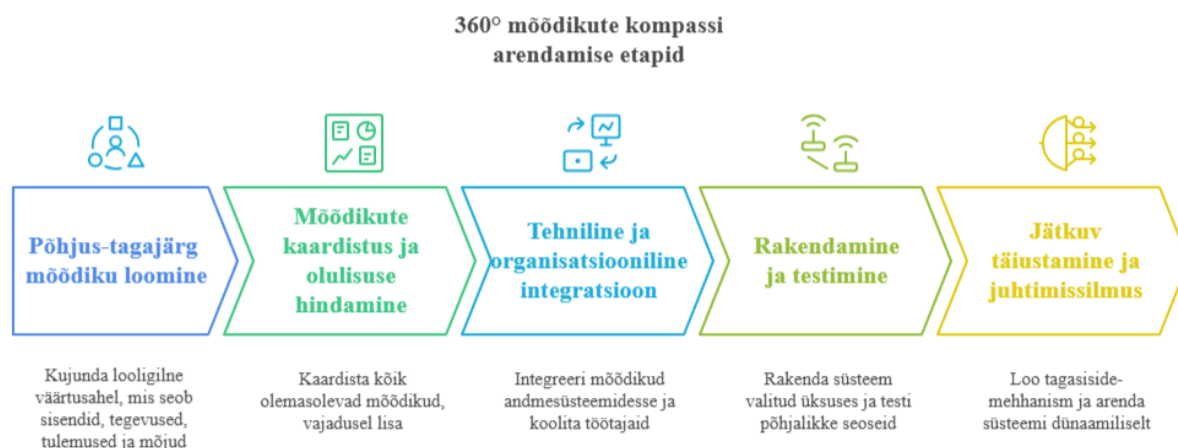 360° mõõdikute kompassi
arendamise etapid
Põhjus-tagajärg
mõõdiku loomine
Mõõdikute
kaardistus ja
olulisuse
hindamine
Tehniline ja
organisatsiooniline
integratsioon
Rakendamine
ja testimine
Jätkuv
täiustamine ja
juhtimissilmus
Kujunda looligilne
väärtusahel, mis seob
sisendid, tegevused,
tulemused ja mõjud
Kaardista kõik
olemasolevad mõõdikud,
vajadusel lisa
Integreeri mõõdikud
andmesüsteemidesse ja
koolita töötajaid
Rakenda süsteem
valitud üksuses ja testi
põhjalikke seoseid
Loo tagasiside-
mehhanism ja arenda
süsteemi dünaamiliselt